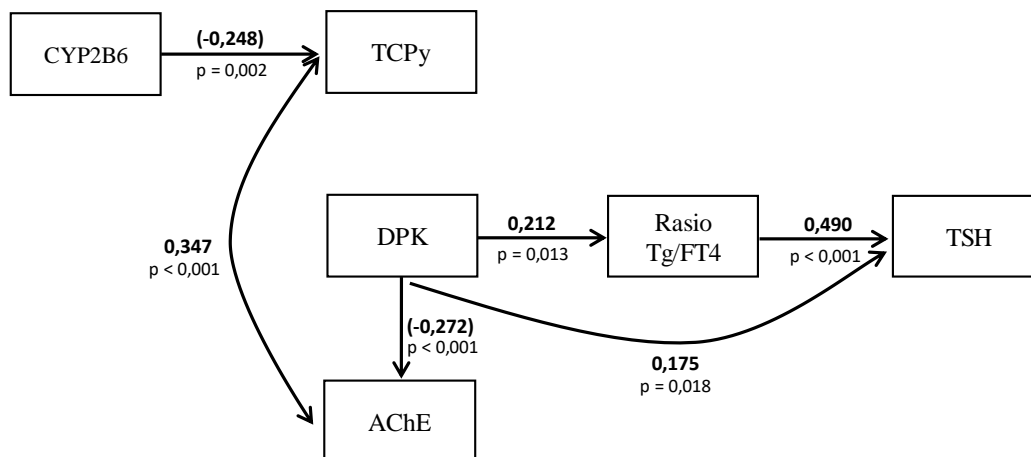 CYP2B6
(-0,248)
p = 0,002
TCPy
0,347
p < 0,001
DPK
0,212
p = 0,013
Rasio
Tg/FT4
0,490
p < 0,001
TSH
(-0,272)
p < 0,001
0,175
p = 0,018
AChE